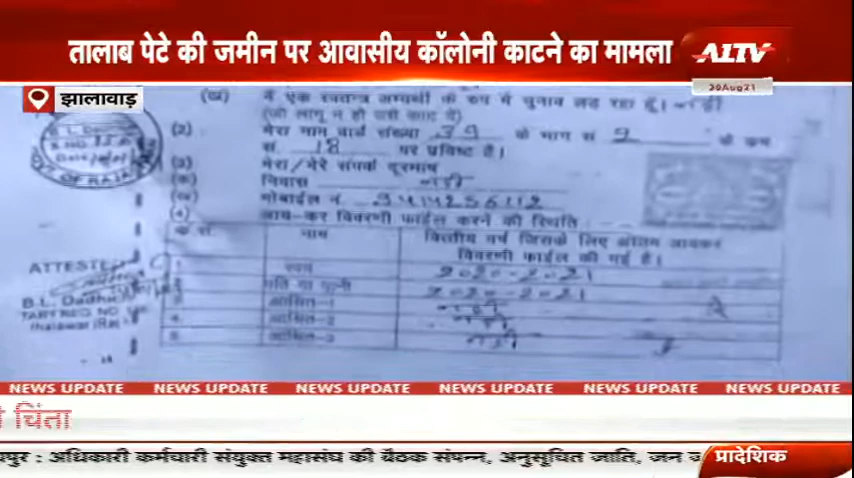 तालाब पेटे की जमीन पर आवासीय कॉलोनी काटने का मामला
ALTV
20Aug21
झालावाड़
मैं एक स्वतन्त्र अभ्यर्थी के रूप में चुनाव लड़ रहा हूँ। नहीं
(जो लागू न हो उसे काट दें)
(2) मेरा नाम वार्ड संख्या 39 के भाग स 2 के क्रम
स. 18 पर प्रविष्ट है।
(3) मेरा/मेरे संपर्क दूरभाष
(क) निवास नहीं
(ख) मोबाईल नं.
आय-कर विवरणी फाईल करने की स्थिति
क्र.सं. नाम वित्तीय वर्ष जिसके लिए अंतिम आयकर
विवरणी फाईल की गई है।
1 स्वयं 2020-2021
2 पति या पत्नी 2020-2021
3 आश्रित-1 नहीं
4 आश्रित-2 नहीं
5 आश्रित-3 नहीं
ATTESTED
B.L. Dadhich
NEWS UPDATE NEWS UPDATE NEWS UPDATE NEWS UPDATE NEWS UPDATE NEWS UPDATE
चिंता
पुर : अधिकारी कर्मचारी संयुक्त महासंघ की बैठक संपन्न, अनुसूचित जाति, जन
प्रादेशिक